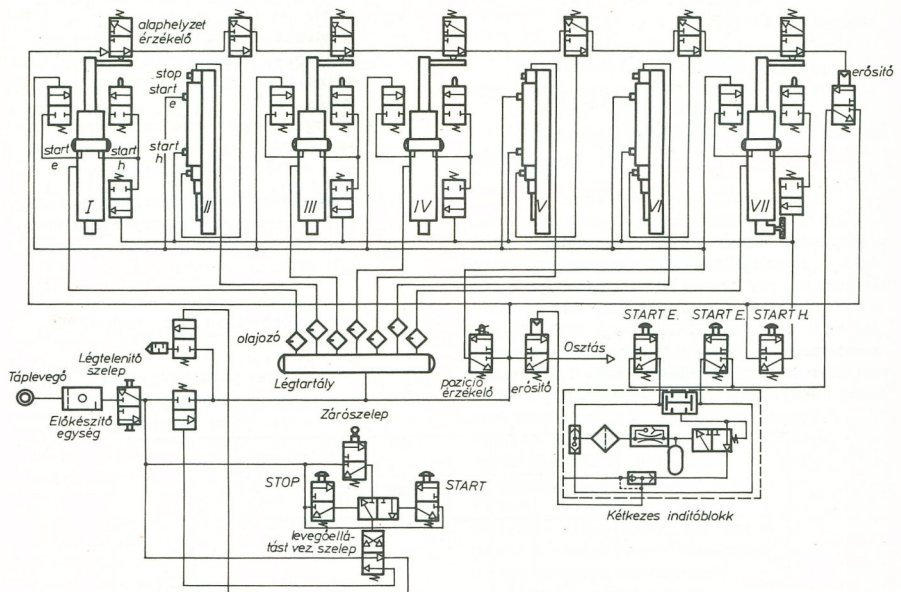 alaphelyzet
érzékelő
erősítő
stop
start
e
start
h
start
e
start
h
I
II
III
IV
V
VI
VII
START E.
START E.
START H.
olajozó
Légtartály
Osztás
pozíció
érzékelő
erősítő
Légtelenítő
szelep
Táplevegő
Előkészítő
egység
Zárószelep
STOP
START
levegőellá-
tást vez. szelep
Kétkezes indítóblokk